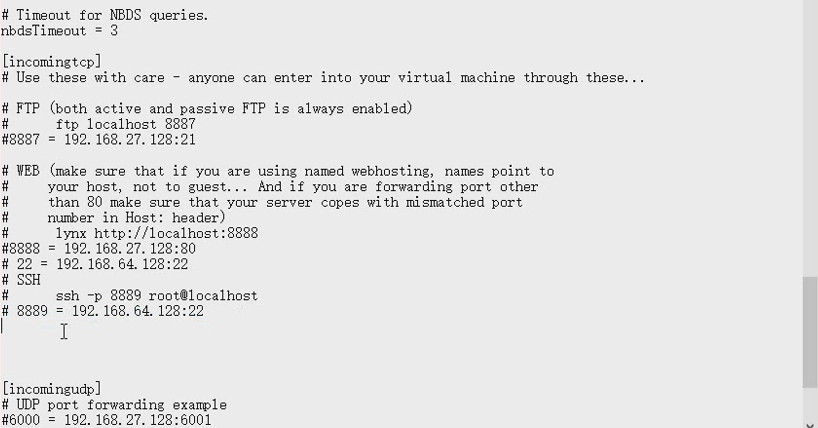 # Timeout for NBDS queries.
nbdsTimeout = 3
[incomingtcp]
# Use these with care - anyone can enter into your virtual machine through these...
# FTP (both active and passive FTP is always enabled)
#      ftp localhost 8887
#8887 = 192.168.27.128:21
# WEB (make sure that if you are using named webhosting, names point to
#     your host, not to guest... And if you are forwarding port other
#     than 80 make sure that your server copes with mismatched port
#     number in Host: header)
#      lynx http://localhost:8888
#8888 = 192.168.27.128:80
# 22 = 192.168.64.128:22
# SSH
#      ssh -p 8889 root@localhost
# 8889 = 192.168.64.128:22
[incomingudp]
# UDP port forwarding example
#6000 = 192.168.27.128:6001